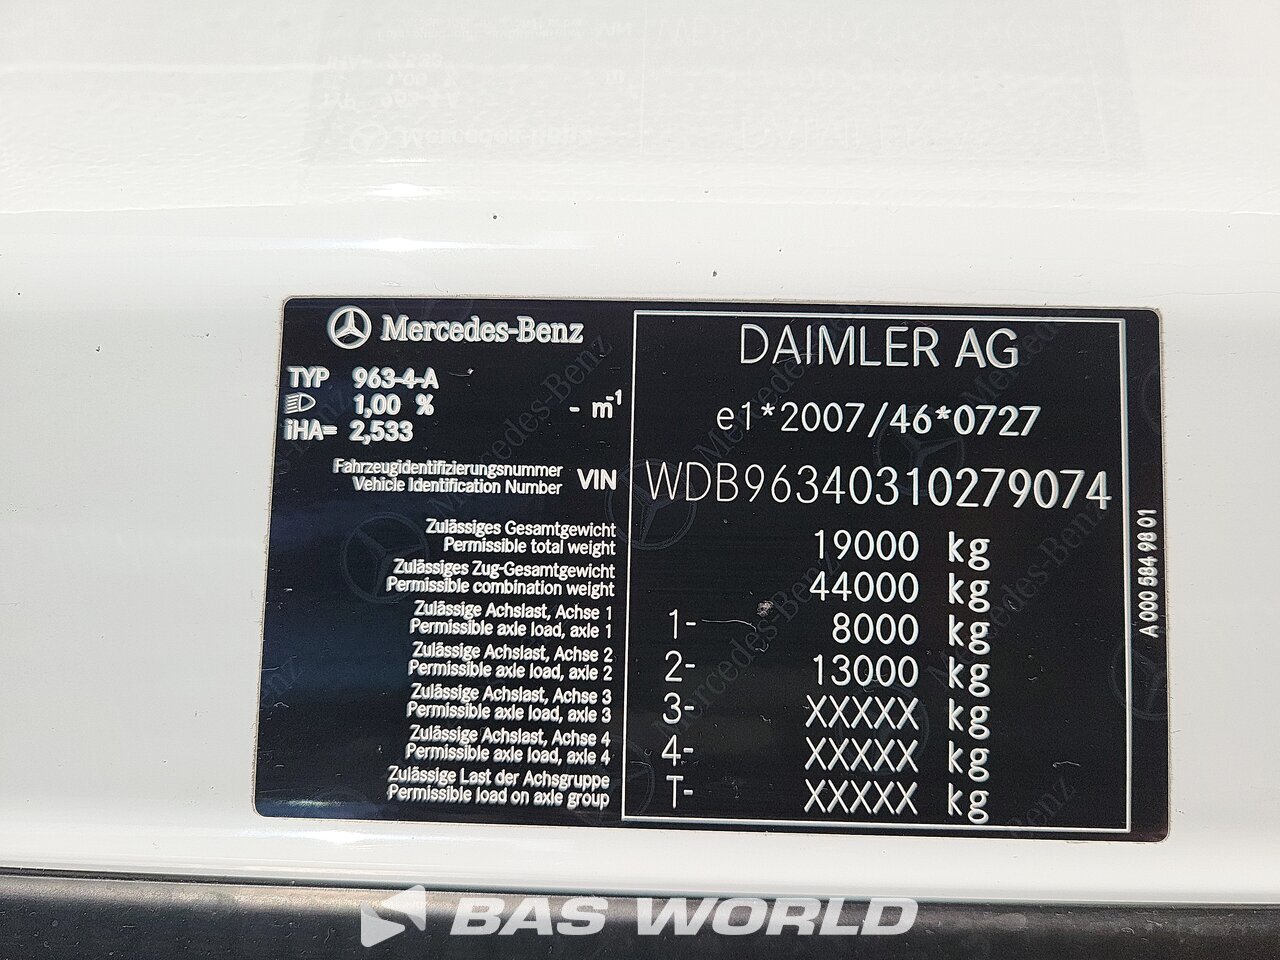 Mercedes-Benz
TYP 963-4-A
1,00 % - m-1
iHA= 2,533
DAIMLER AG
e1*2007/46*0727
Fahrzeugidentifizierungsnummer
Vehicle Identification Number
VIN WDB96340310279074
Zulässiges Gesamtgewicht
Permissible total weight
19000 kg
Zulässiges Zug-Gesamtgewicht
Permissible combination weight
44000 kg
Zulässige Achslast, Achse 1
Permissible axle load, axle 1
1- 8000 kg
Zulässige Achslast, Achse 2
Permissible axle load, axle 2
2- 13000 kg
Zulässige Achslast, Achse 3
Permissible axle load, axle 3
3- XXXXX kg
Zulässige Achslast, Achse 4
Permissible axle load, axle 4
4- XXXXX kg
Zulässige Last der Achsgruppe
Permissible load on axle group
T- XXXXX kg
A 000 584 98 01
BAS WORLD